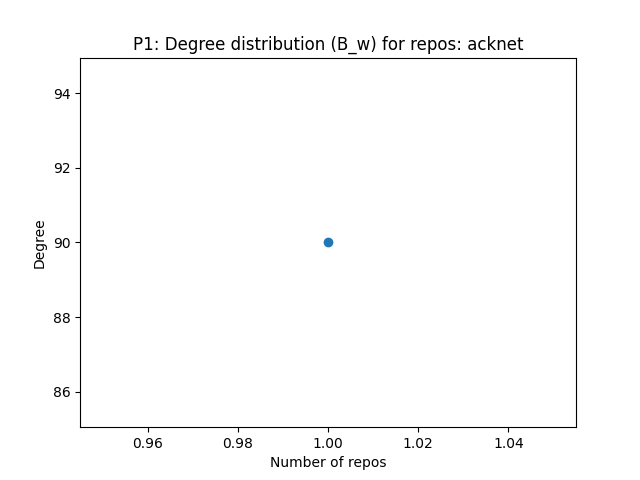 P1: Degree distribution (B_w) for repos: acknet
94
92
90
88
86
Degree
0.96 0.98 1.00 1.02 1.04
Number of repos